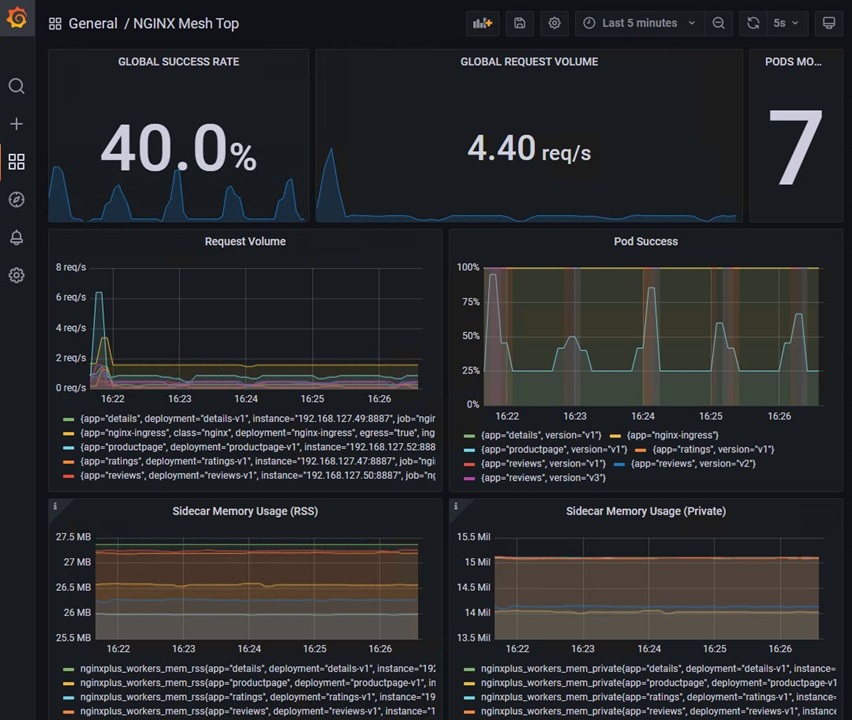 General / NGINX Mesh Top
Last 5 minutes
5s
GLOBAL SUCCESS RATE
GLOBAL REQUEST VOLUME
PODS MO...
40.0%
4.40 req/s
7
Request Volume
8 req/s
6 req/s
4 req/s
2 req/s
0 req/s
16:22 16:23 16:24 16:25 16:26
{app="details", deployment="details-v1", instance="192.168.127.49:8887", job="ngir
{app="nginx-ingress", class="nginx", deployment="nginx-ingress", egress="true", ing
{app="productpage", deployment="productpage-v1", instance="192.168.127.52:888
{app="ratings", deployment="ratings-v1", instance="192.168.127.47:8887", job="ngi
{app="reviews", deployment="reviews-v1", instance="192.168.127.50:8887", job="n
Pod Success
100%
75%
50%
25%
0%
16:22 16:23 16:24 16:25 16:26
{app="details", version="v1"} {app="nginx-ingress"}
{app="productpage", version="v1"} {app="ratings", version="v1"}
{app="reviews", version="v1"} {app="reviews", version="v2"}
{app="reviews", version="v3"}
Sidecar Memory Usage (RSS)
27.5 MB
27 MB
26.5 MB
26 MB
25.5 MB
16:22 16:23 16:24 16:25 16:26
nginxplus_workers_mem_rss{app="details", deployment="details-v1", instance="192
nginxplus_workers_mem_rss{app="productpage", deployment="productpage-v1", in
nginxplus_workers_mem_rss{app="ratings", deployment="ratings-v1", instance="19
nginxplus_workers_mem_rss{app="reviews", deployment="reviews-v1", instance="1
Sidecar Memory Usage (Private)
15.5 Mil
15 Mil
14.5 Mil
14 Mil
13.5 Mil
16:22 16:23 16:24 16:25 16:26
nginxplus_workers_mem_private{app="details", deployment="details-v1", instance=
nginxplus_workers_mem_private{app="productpage", deployment="productpage-v1
nginxplus_workers_mem_private{app="ratings", deployment="ratings-v1", instance=
nginxplus_workers_mem_private{app="reviews", deployment="reviews-v1", instance